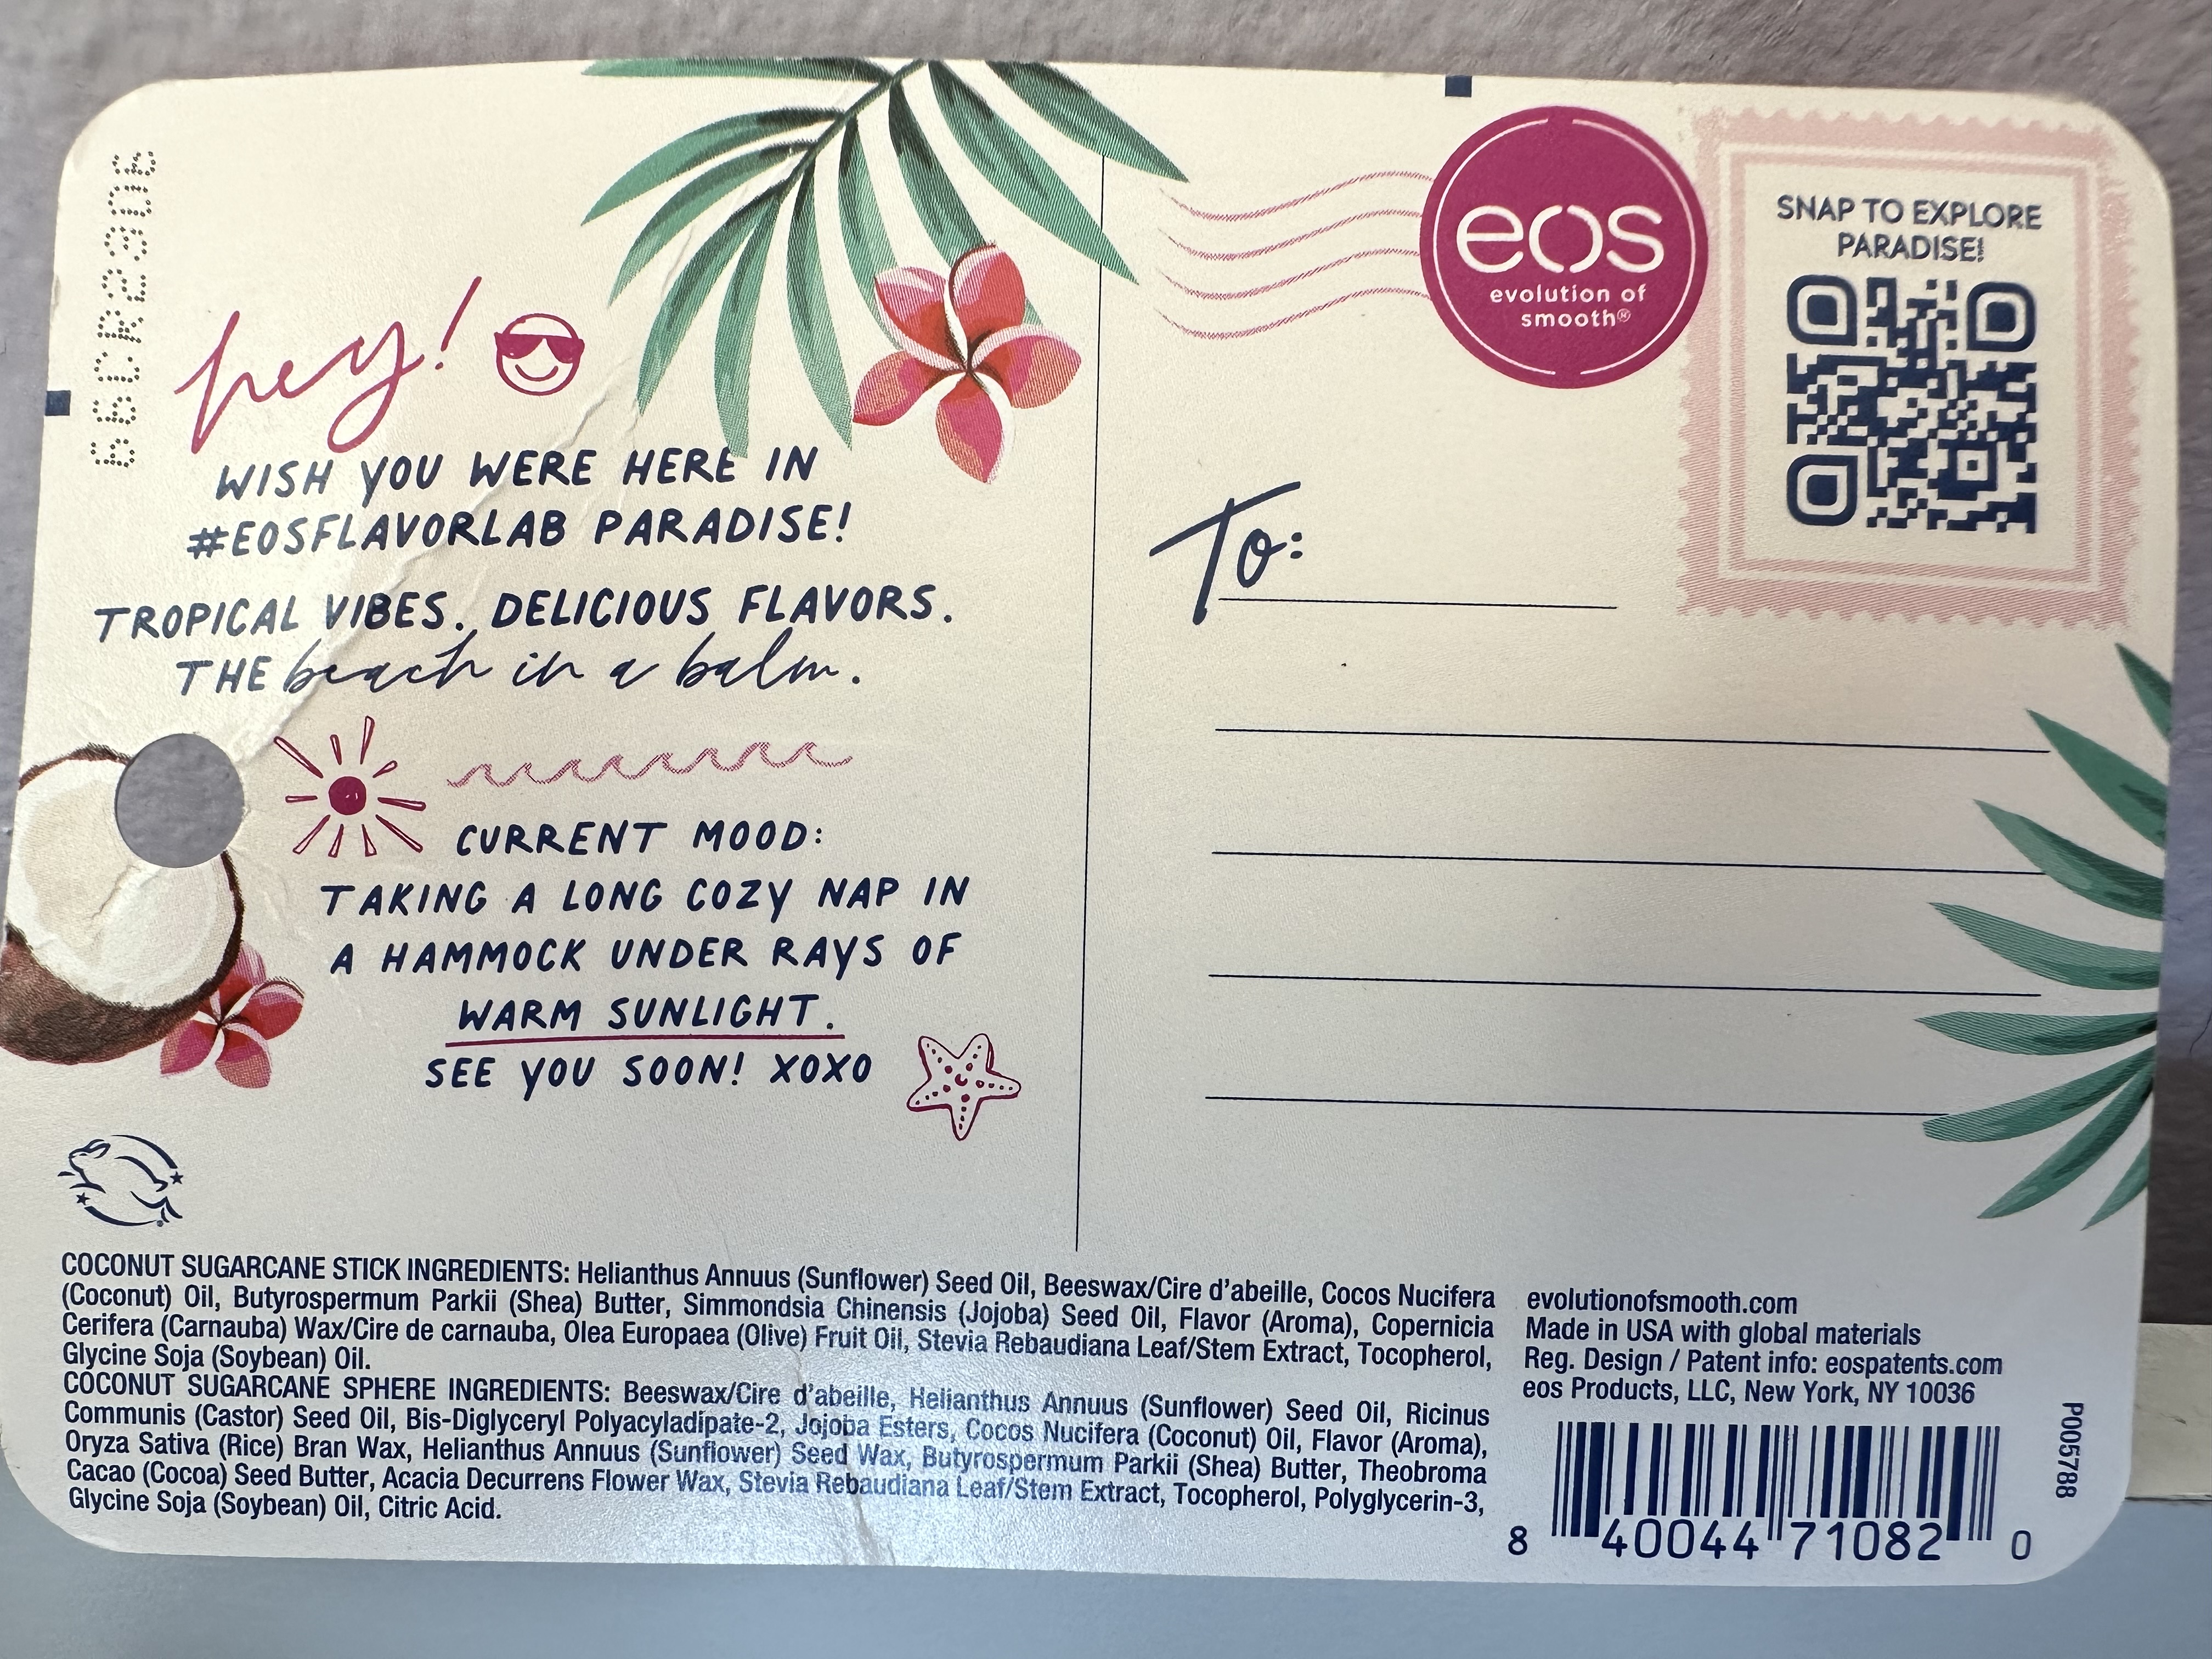 hey!
WISH YOU WERE HERE IN
#EOSFLAVORLAB PARADISE!
TROPICAL VIBES. DELICIOUS FLAVORS.
THE beach in a balm.
CURRENT MOOD:
TAKING A LONG COZY NAP IN
A HAMMOCK UNDER RAYS OF
WARM SUNLIGHT.
SEE YOU SOON! XOXO
eos
evolution of
smooth®
SNAP TO EXPLORE
PARADISE!
To:
COCONUT SUGARCANE STICK INGREDIENTS: Helianthus Annuus (Sunflower) Seed Oil, Beeswax/Cire d'abeille, Cocos Nucifera
(Coconut) Oil, Butyrospermum Parkii (Shea) Butter, Simmondsia Chinensis (Jojoba) Seed Oil, Flavor (Aroma), Copernicia
Cerifera (Carnauba) Wax/Cire de carnauba, Olea Europaea (Olive) Fruit Oil, Stevia Rebaudiana Leaf/Stem Extract, Tocopherol,
Glycine Soja (Soybean) Oil.
COCONUT SUGARCANE SPHERE INGREDIENTS: Beeswax/Cire d'abeille, Helianthus Annuus (Sunflower) Seed Oil, Ricinus
Communis (Castor) Seed Oil, Bis-Diglyceryl Polyacyladipate-2, Jojoba Esters, Cocos Nucifera (Coconut) Oil, Flavor (Aroma),
Oryza Sativa (Rice) Bran Wax, Helianthus Annuus (Sunflower) Seed Wax, Butyrospermum Parkii (Shea) Butter, Theobroma
Cacao (Cocoa) Seed Butter, Acacia Decurrens Flower Wax, Stevia Rebaudiana Leaf/Stem Extract, Tocopherol, Polyglycerin-3,
Glycine Soja (Soybean) Oil, Citric Acid.
evolutionofsmooth.com
Made in USA with global materials
Reg. Design / Patent info: eospatents.com
eos Products, LLC, New York, NY 10036
8 40044 71082 0
P005788